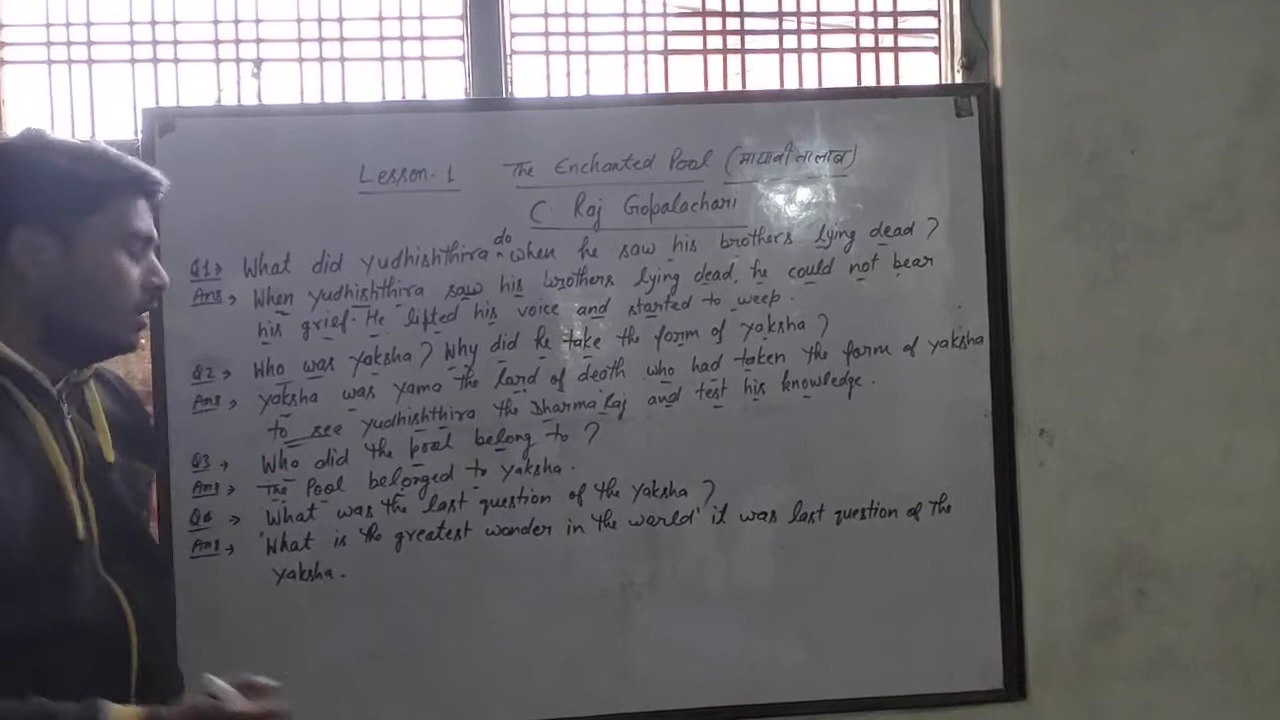 Lesson. 1 The Enchanted Pool (मायावी तालाब)
C. Raj Gopalachari
Q1→ What did yudhishthira do when he saw his brothers lying dead?
Ans→ When yudhishthira saw his brothers lying dead, he could not bear
his grief. He lifted his voice and started to weep.
Q2→ Who was yaksha? Why did he take the form of yaksha?
Ans→ yaksha was yama the lord of death who had taken the form of yaksha
to see yudhishthira the Dharma Raj and test his knowledge.
Q3→ Who did the pool belong to?
Ans→ The Pool belonged to yaksha.
Q4→ What was the last question of the yaksha?
Ans→ 'What is the greatest wonder in the world' it was last question of the
yaksha.